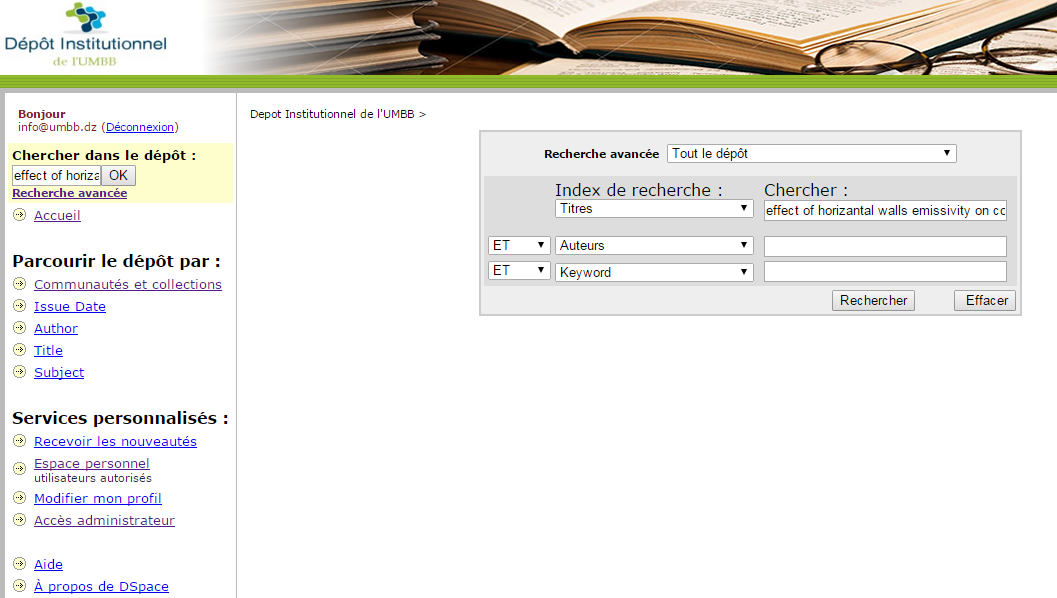 Dépôt Institutionnel
de l'UMBB
Bonjour
info@umbb.dz (Déconnexion)
Chercher dans le dépôt :
effect of horiza OK
Recherche avancée
Accueil
Parcourir le dépôt par :
Communautés et collections
Issue Date
Author
Title
Subject
Services personnalisés :
Recevoir les nouveautés
Espace personnel
utilisateurs autorisés
Modifier mon profil
Accès administrateur
Aide
À propos de DSpace
Depot Institutionnel de l'UMBB >
Recherche avancée Tout le dépôt
Index de recherche : Chercher :
Titres effect of horizantal walls emissivity on co
ET Auteurs
ET Keyword
Rechercher Effacer